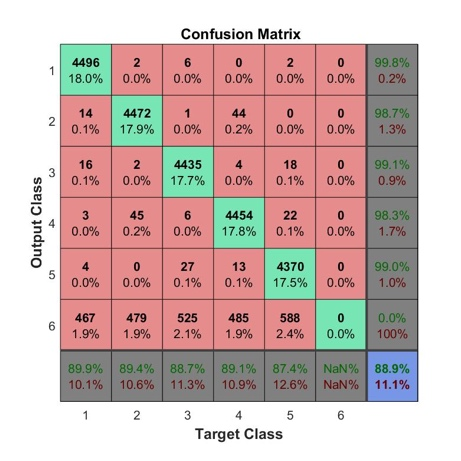 Confusion Matrix
1 4496 2 6 0 2 0 99.8%
18.0% 0.0% 0.0% 0.0% 0.0% 0.0% 0.2%
2 14 4472 1 44 0 0 98.7%
0.1% 17.9% 0.0% 0.2% 0.0% 0.0% 1.3%
3 16 2 4435 4 18 0 99.1%
0.1% 0.0% 17.7% 0.0% 0.1% 0.0% 0.9%
4 3 45 6 4454 22 0 98.3%
0.0% 0.2% 0.0% 17.8% 0.1% 0.0% 1.7%
5 4 0 27 13 4370 0 99.0%
0.0% 0.0% 0.1% 0.1% 17.5% 0.0% 1.0%
6 467 479 525 485 588 0 0.0%
1.9% 1.9% 2.1% 1.9% 2.4% 0.0% 100%
89.9% 89.4% 88.7% 89.1% 87.4% NaN% 88.9%
10.1% 10.6% 11.3% 10.9% 12.6% NaN% 11.1%
1 2 3 4 5 6
Target Class
Output Class